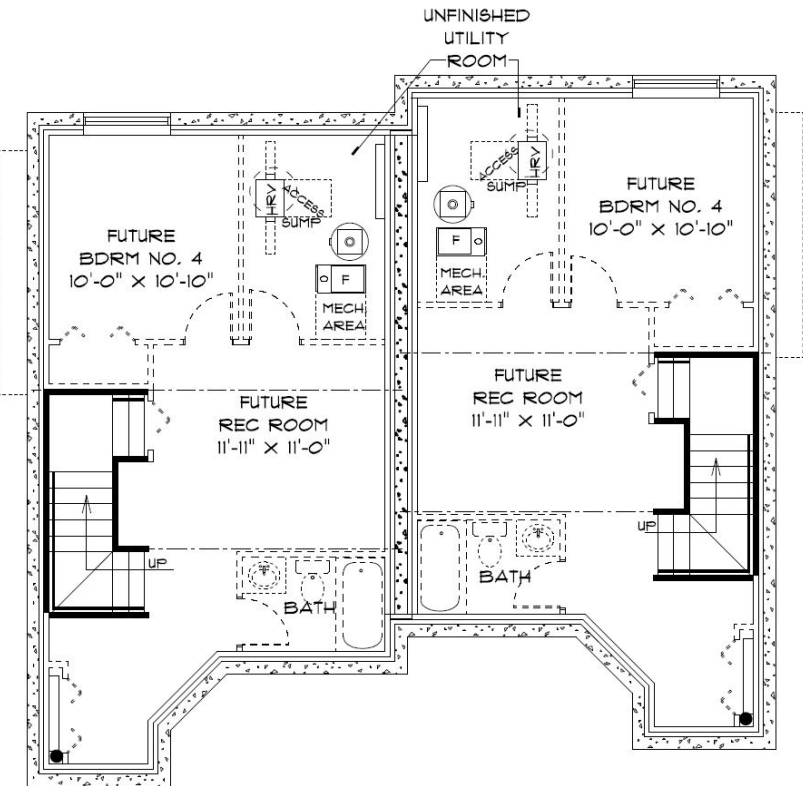 UNFINISHED
UTILITY
ROOM
HRV
ACCESS
SUMP
FUTURE
BDRM NO. 4
10'-0" X 10'-10"
F
MECH.
AREA
FUTURE
REC ROOM
11'-11" X 11'-0"
UP
BATH
HRV
ACCESS
SUMP
FUTURE
BDRM NO. 4
10'-0" X 10'-10"
F
MECH.
AREA
FUTURE
REC ROOM
11'-11" X 11'-0"
UP
BATH